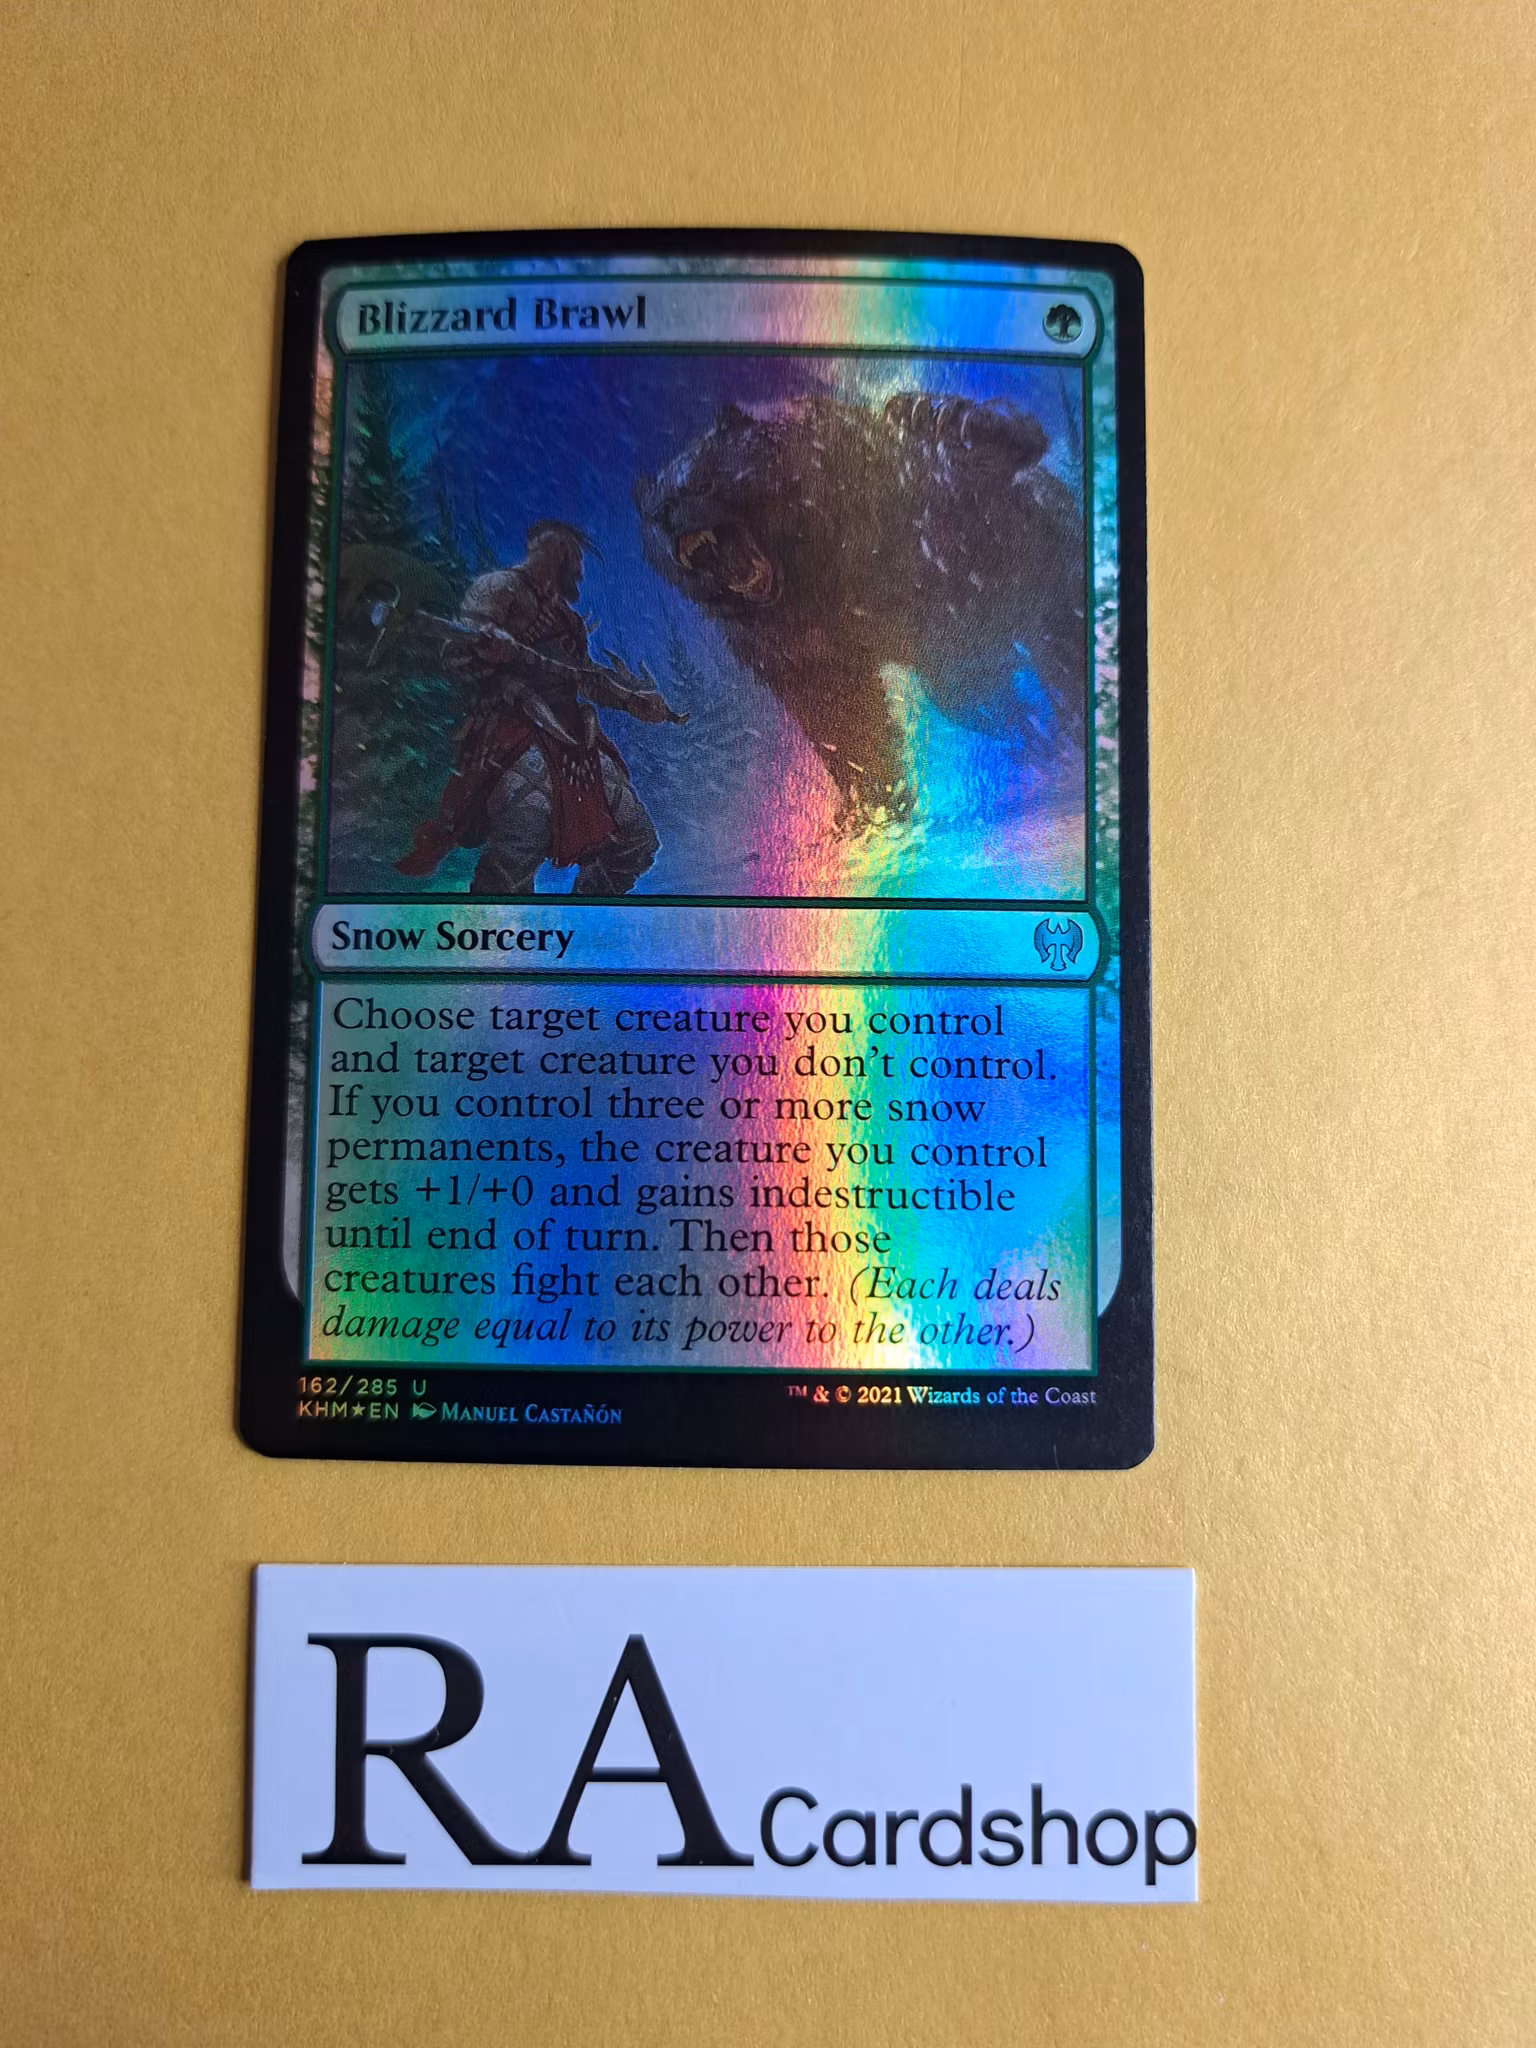 Blizzard Brawl
Snow Sorcery
Choose target creature you control
and target creature you don't control.
If you control three or more snow
permanents, the creature you control
gets +1/+0 and gains indestructible
until end of turn. Then those
creatures fight each other. (Each deals
damage equal to its power to the other.)
162/285 U
KHM★EN MANUEL CASTAÑÓN
™ & © 2021 Wizards of the Coast
RA Cardshop